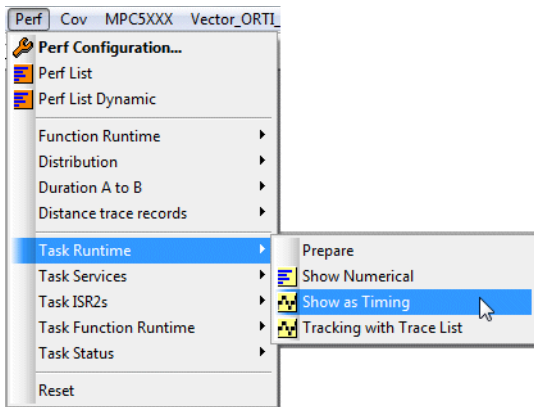 Perf Cov MPC5XXX Vector_ORTI_
Perf Configuration...
Perf List
Perf List Dynamic
Function Runtime
Distribution
Duration A to B
Distance trace records
Task Runtime
Prepare
Task Services
Show Numerical
Task ISR2s
Show as Timing
Task Function Runtime
Tracking with Trace List
Task Status
Reset